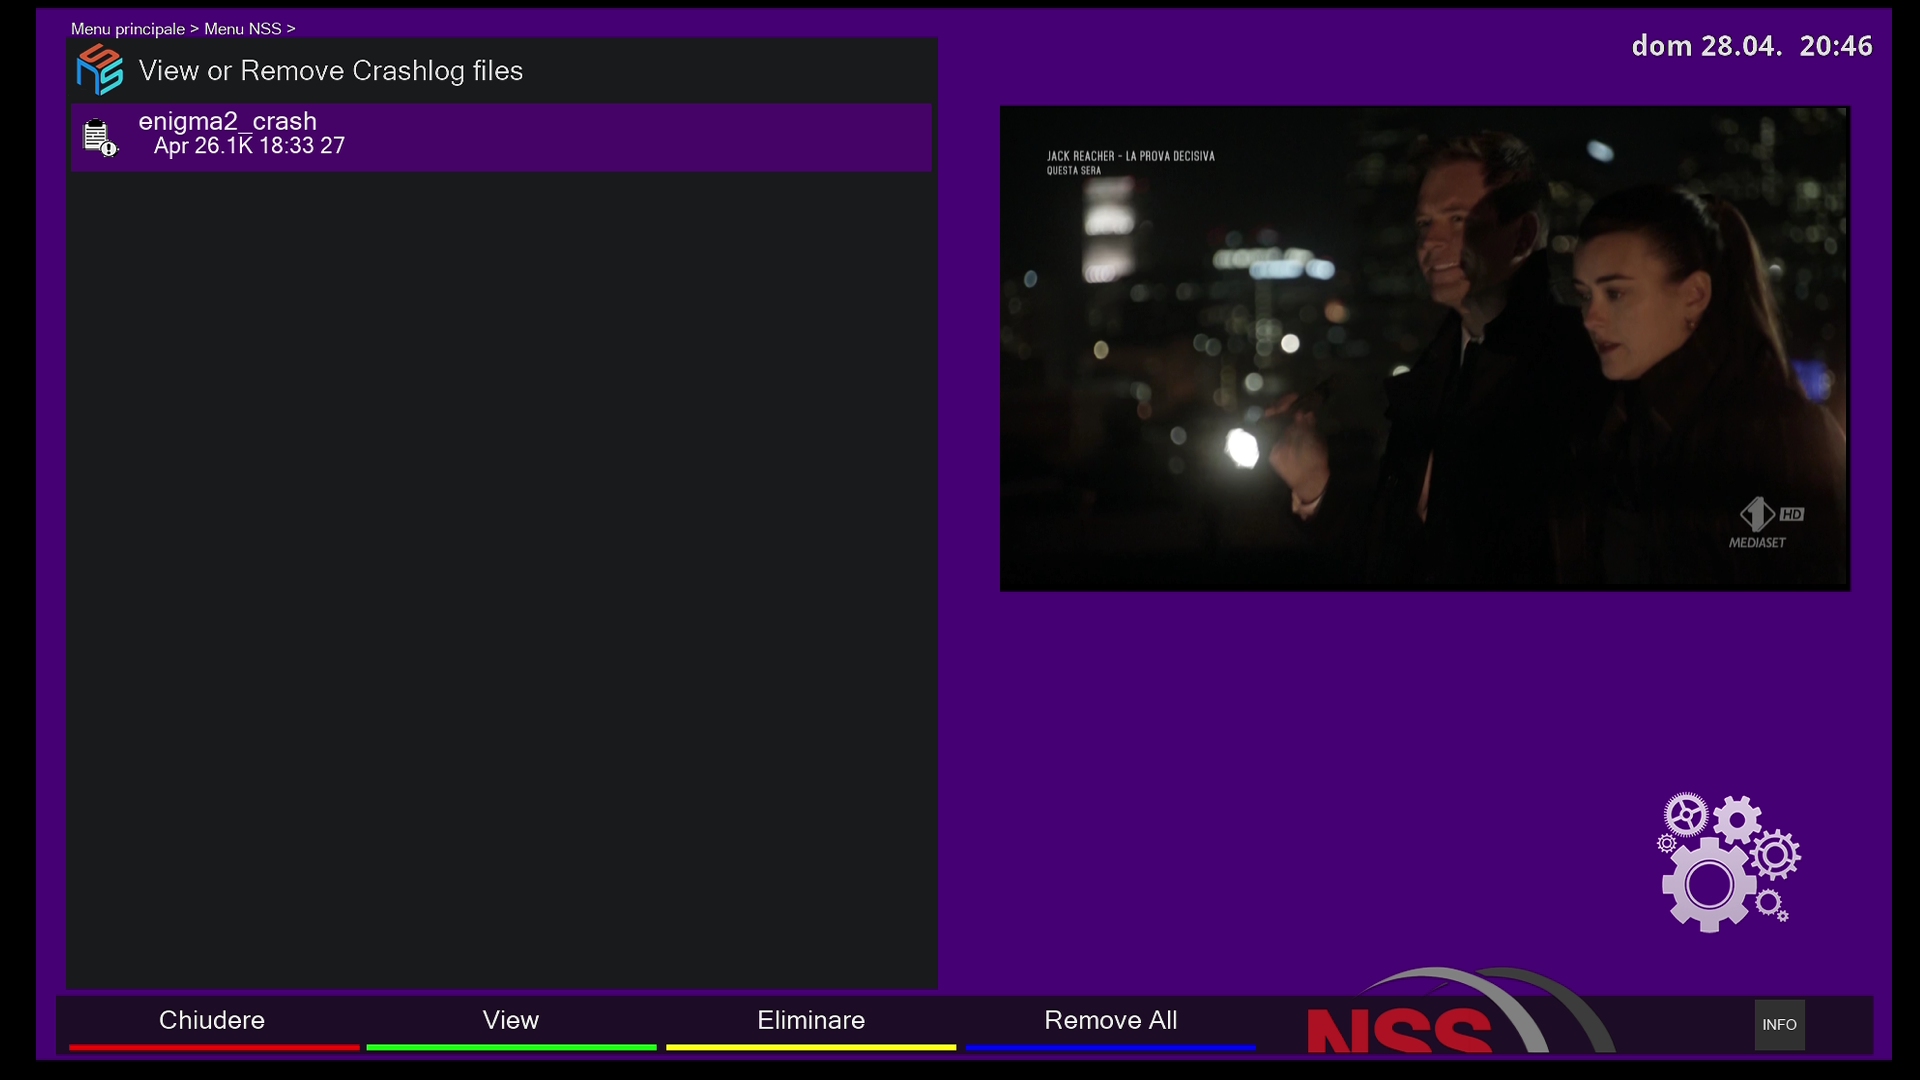 Menu principale > Menu NSS >
View or Remove Crashlog files
dom 28.04. 20:46
enigma2_crash
Apr 26.1K 18:33 27
JACK REACHER - LA PROVA DECISIVA
QUESTA SERA
1 HD
MEDIASET
Chiudere
View
Eliminare
Remove All
NSS
INFO